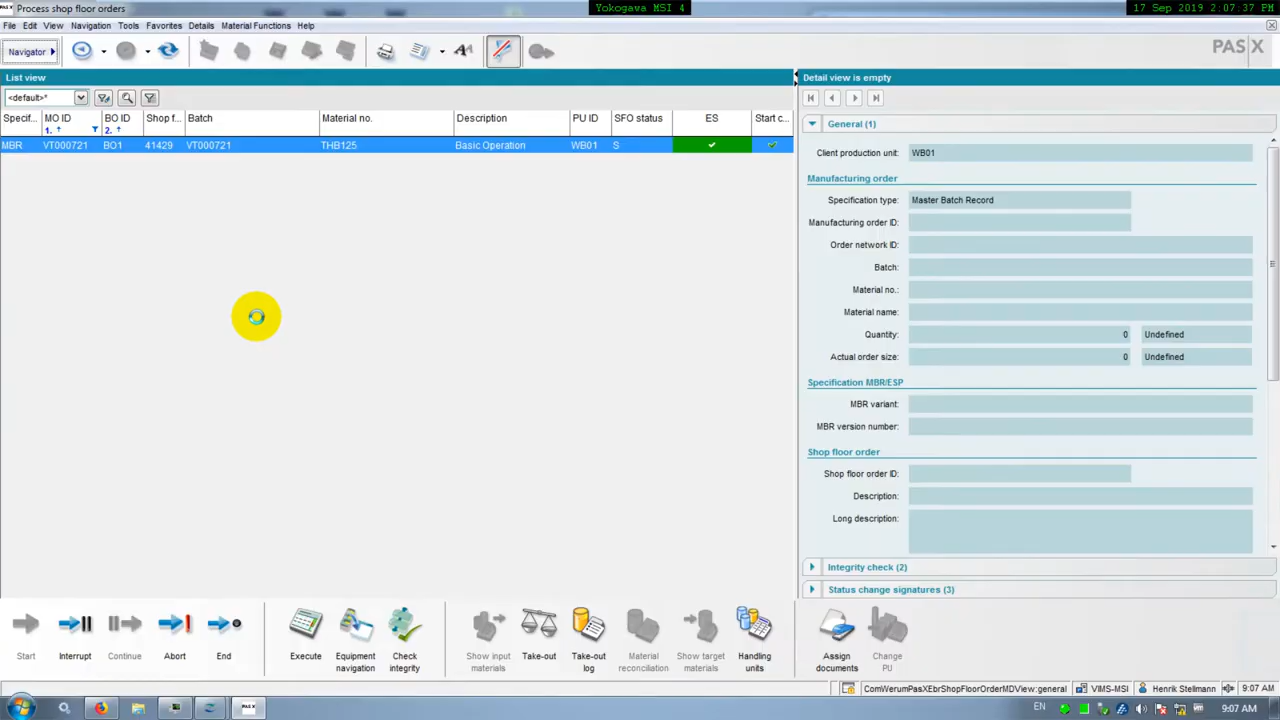 Process shop floor orders
Yokogawa MSI 4
17 Sep 2019 2:07:37 PM
File Edit View Navigation Tools Favorites Details Material Functions Help
Navigator
PAS X
List view
<default>*
Specif... MO ID BO ID Shop f... Batch Material no. Description PU ID SFO status ES Start c...
1. 2.
MBR VT000721 BO1 41429 VT000721 THB125 Basic Operation WB01 S
Detail view is empty
General (1)
Client production unit: WB01
Manufacturing order
Specification type: Master Batch Record
Manufacturing order ID:
Order network ID:
Batch:
Material no.:
Material name:
Quantity: 0 Undefined
Actual order size: 0 Undefined
Specification MBR/ESP
MBR variant:
MBR version number:
Shop floor order
Shop floor order ID:
Description:
Long description:
Integrity check (2)
Status change signatures (3)
Start
Interrupt
Continue
Abort
End
Execute
Equipment navigation
Check integrity
Show input materials
Take-out
Take-out log
Material reconciliation
Show target materials
Handling units
Assign documents
Change PU
ComWerumPasXEbrShopFloorOrderMDView:general VIMS-MSI Henrik Stellmann 9:07 AM
EN 9:07 AM